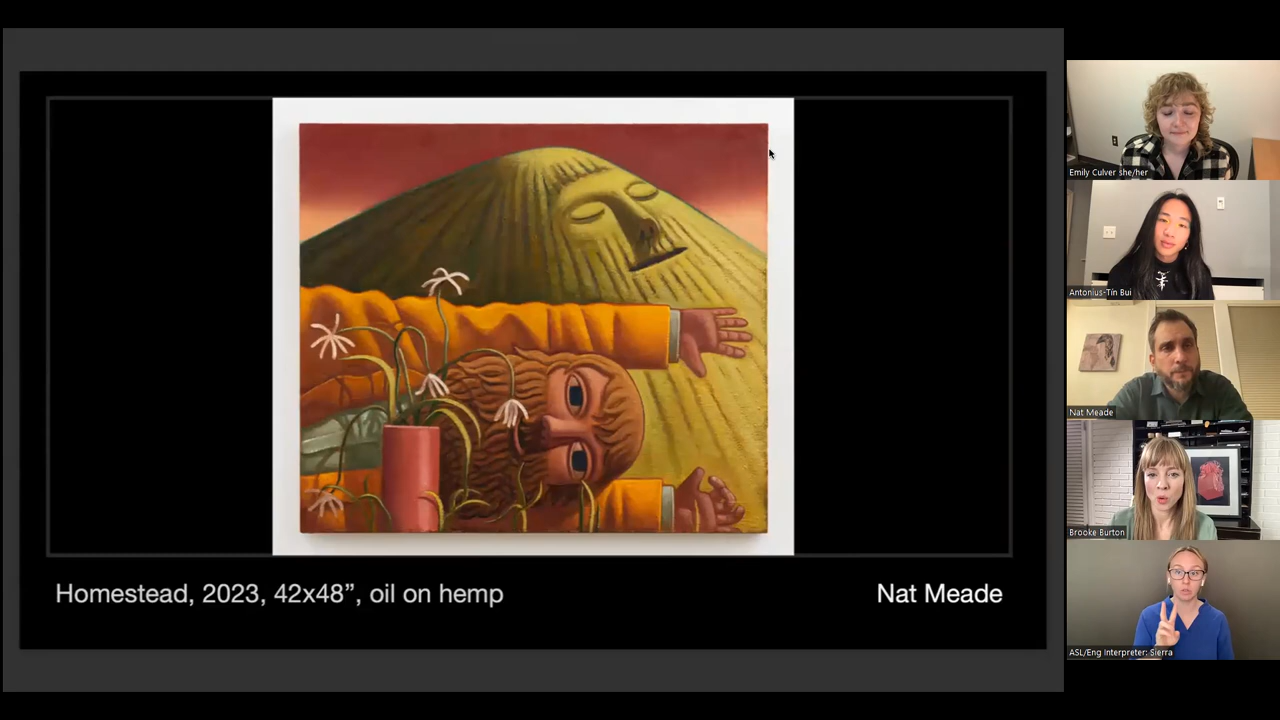 Homestead, 2023, 42x48”, oil on hemp
Nat Meade
Emily Culver she/her
Antonius-Tín Bui
Nat Meade
Brooke Burton
ASL/Eng Interpreter: Sierra